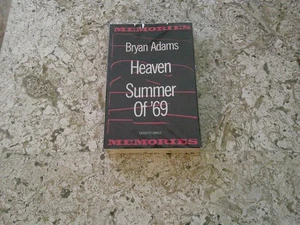 MEMORIES
Bryan Adams
Heaven
Summer
Of '69
MEMORIES